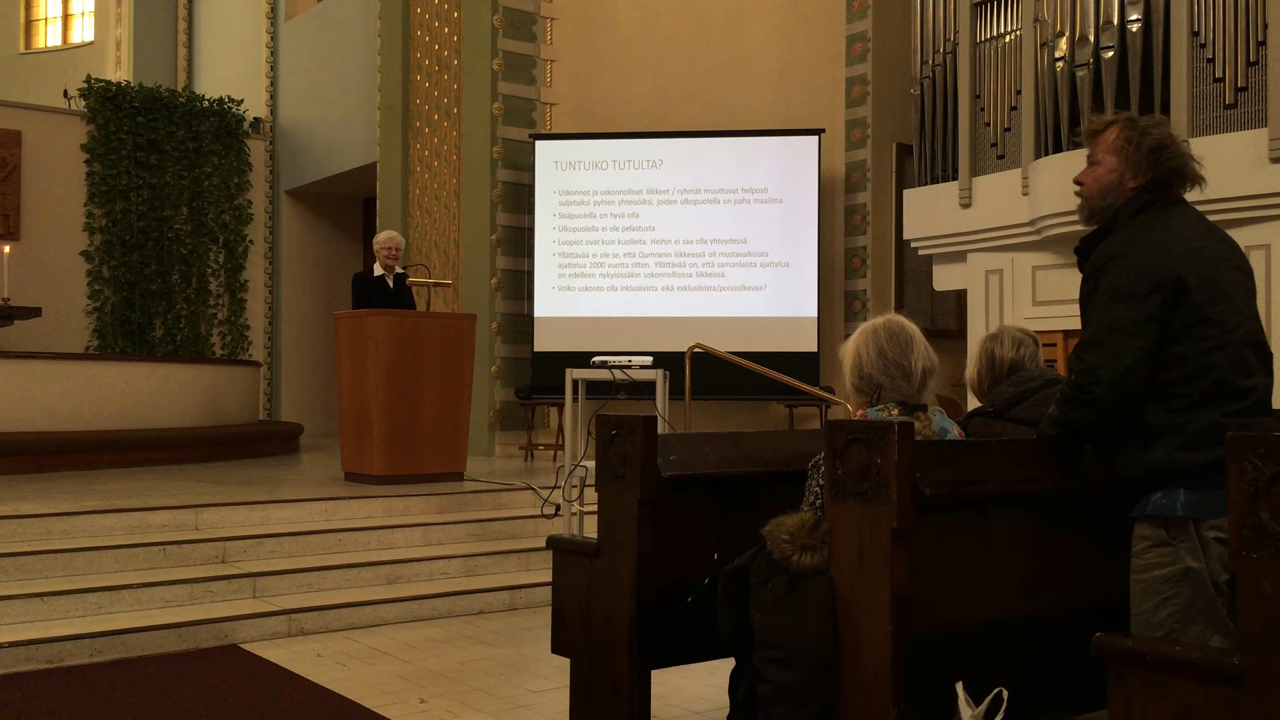 TUNTUIKO TUTULTA?
• Uskonnot ja uskonnolliset liikkeet / ryhmät muuttuvat helposti
suljetuiksi pyhien yhteisöiksi, joiden ulkopuolella on paha maailma.
• Sisäpuolella on hyvä olla
• Ulkopuolella ei ole pelastusta
• Luopiot ovat kuin kuolleita. Heihin ei saa olla yhteydessä.
• Yllättävää ei ole se, että Qumranin liikkeessä oli mustavalkoista
ajattelua 2000 vuotta sitten. Yllättävää on, että samanlaista ajattelua
on edelleen nykyisissäkin uskonnollisissa liikkeissä.
• Voiko uskonto olla inklusiivista eikä exklusiivista/poissulkevaa?